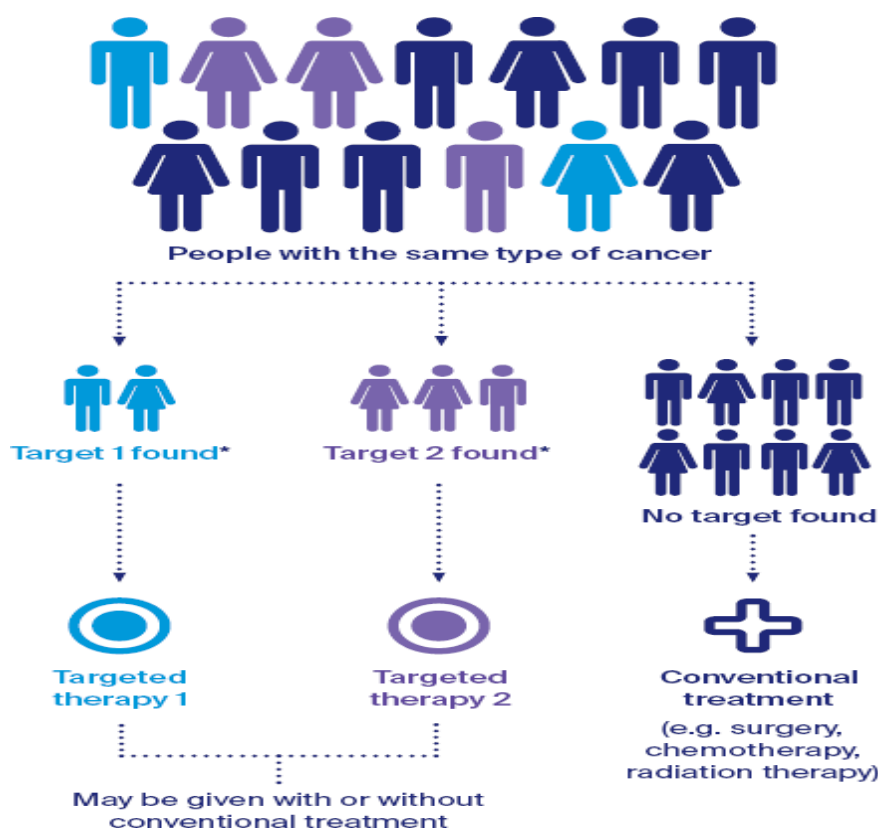 People with the same type of cancer
Target 1 found*
Target 2 found*
No target found
Targeted
therapy 1
Targeted
therapy 2
Conventional
treatment
(e.g. surgery,
chemotherapy,
radiation therapy)
May be given with or without
conventional treatment